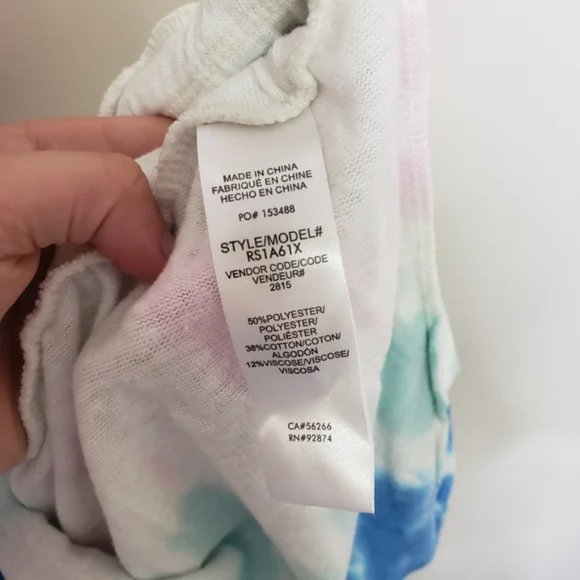 MADE IN CHINA
FABRIQUÉ EN CHINE
HECHO EN CHINA
PO# 153488
STYLE/MODEL#
RS1A61X
VENDOR CODE/CODE
VENDEUR#
2815
50%POLYESTER/
POLYESTER/
POLIÉSTER
38%COTTON/COTON/
ALGODÓN
12%VISCOSE/VISCOSE/
VISCOSA
CA#56266
RN#92874